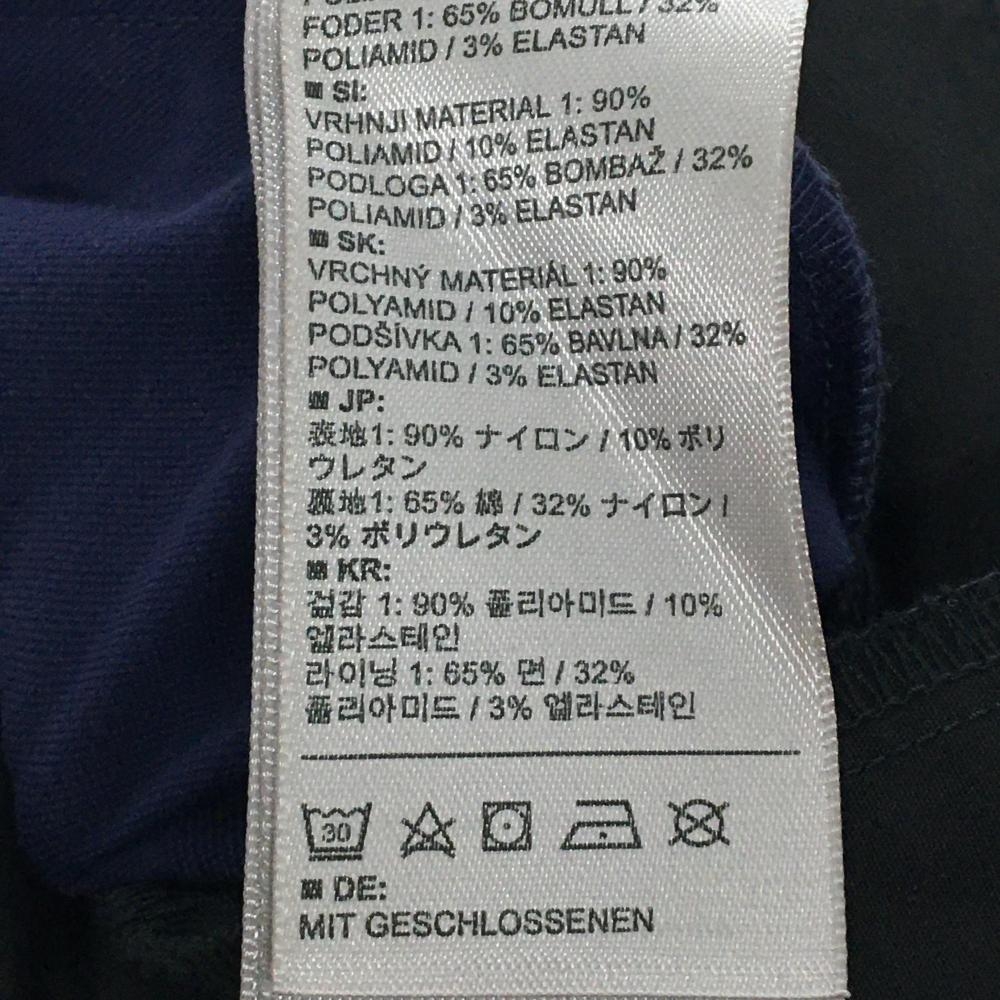 FODER 1: 65% BOMULL / 32%
POLIAMID / 3% ELASTAN
SI:
VRHNJI MATERIAL 1: 90%
POLIAMID / 10% ELASTAN
PODLOGA 1: 65% BOMBAŽ / 32%
POLIAMID / 3% ELASTAN
SK:
VRCHNÝ MATERIÁL 1: 90%
POLYAMID / 10% ELASTAN
PODŠÍVKA 1: 65% BAVLNA / 32%
POLYAMID / 3% ELASTAN
JP:
表地1: 90% ナイロン / 10% ポリ
ウレタン
裏地1: 65% 綿 / 32% ナイロン /
3% ポリウレタン
KR:
겉감 1: 90% 폴리아미드 / 10%
엘라스테인
라이닝 1: 65% 면 / 32%
폴리아미드 / 3% 엘라스테인
30
DE:
MIT GESCHLOSSENEN